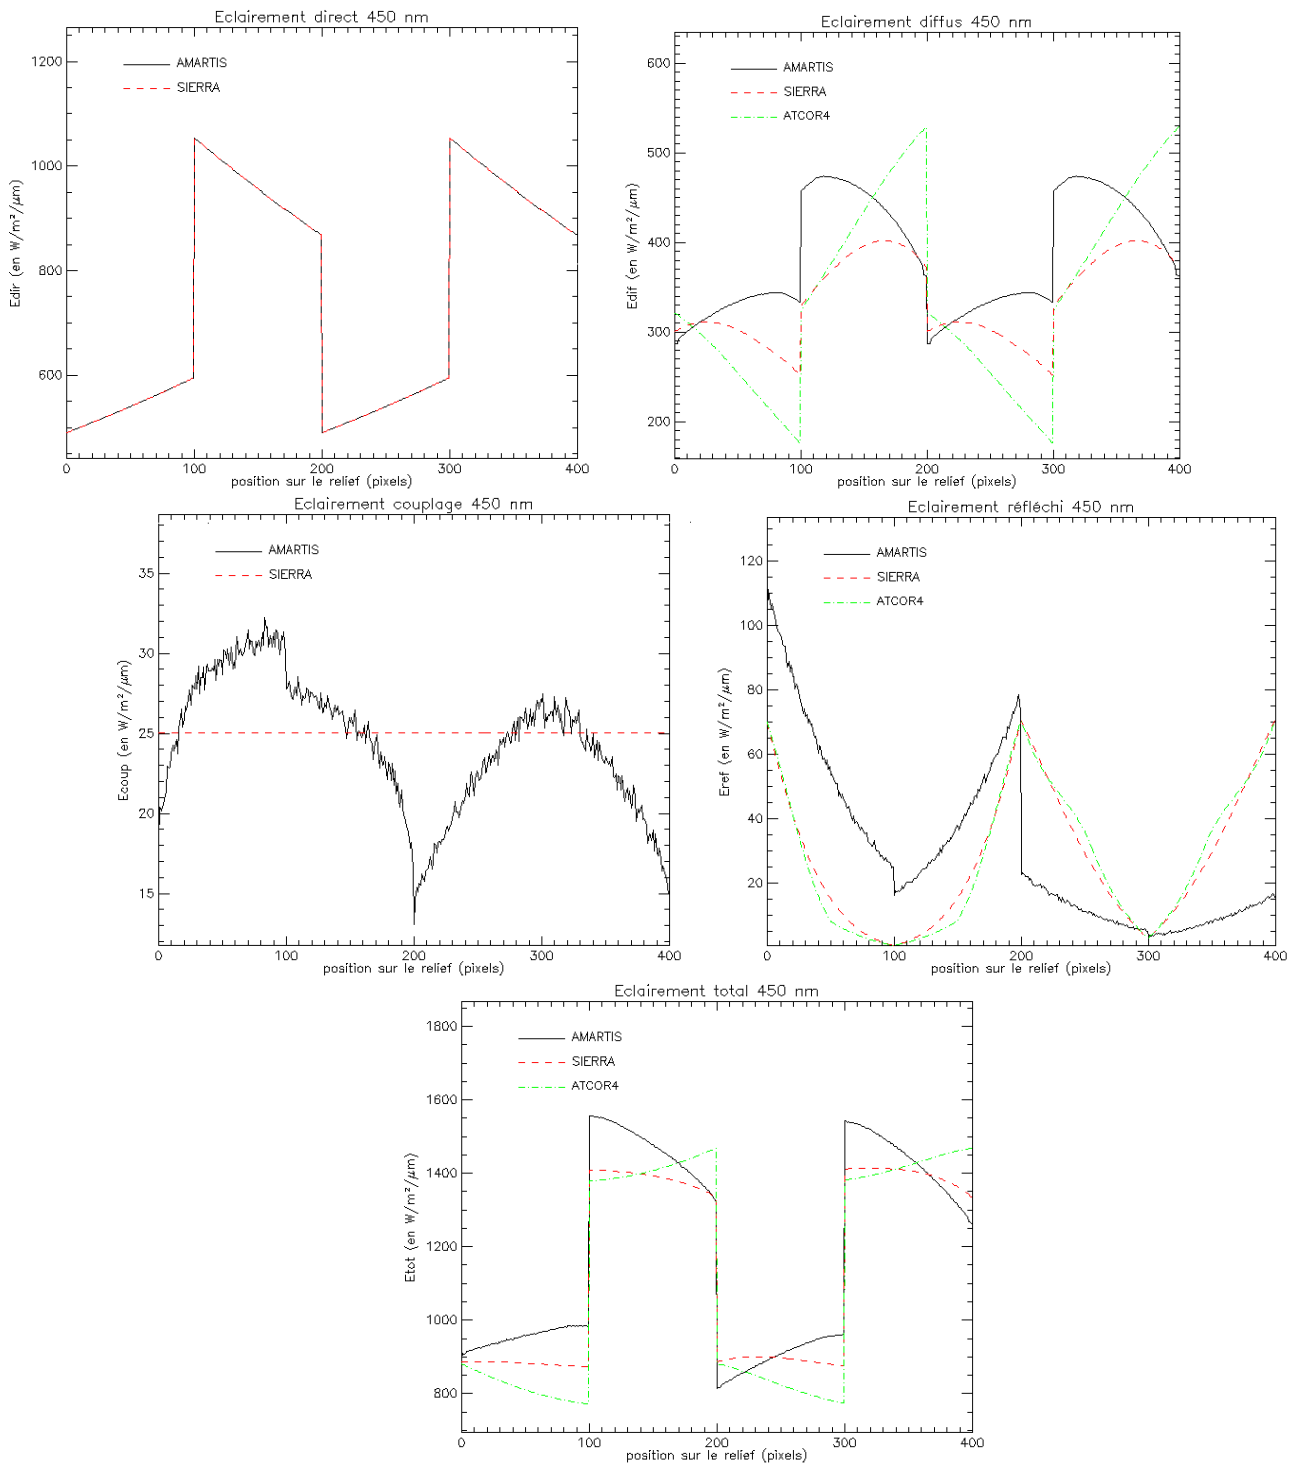 Eclairement direct 450 nm
AMARTIS
SIERRA
1200
1000
800
600
Edir (en W/m²/μm)
0
100
200
300
400
position sur le relief (pixels)
Eclairement diffus 450 nm
AMARTIS
SIERRA
ATCOR4
600
500
400
300
200
Edif (en W/m²/μm)
0
100
200
300
400
position sur le relief (pixels)
Eclairement couplage 450 nm
AMARTIS
SIERRA
35
30
25
20
15
Ecoup (en W/m²/μm)
0
100
200
300
400
position sur le relief (pixels)
Eclairement réfléchi 450 nm
AMARTIS
SIERRA
ATCOR4
120
100
80
60
40
20
Eref (en W/m²/μm)
0
100
200
300
400
position sur le relief (pixels)
Eclairement total 450 nm
AMARTIS
SIERRA
ATCOR4
1800
1600
1400
1200
1000
800
Etot (en W/m²/μm)
0
100
200
300
400
position sur le relief (pixels)